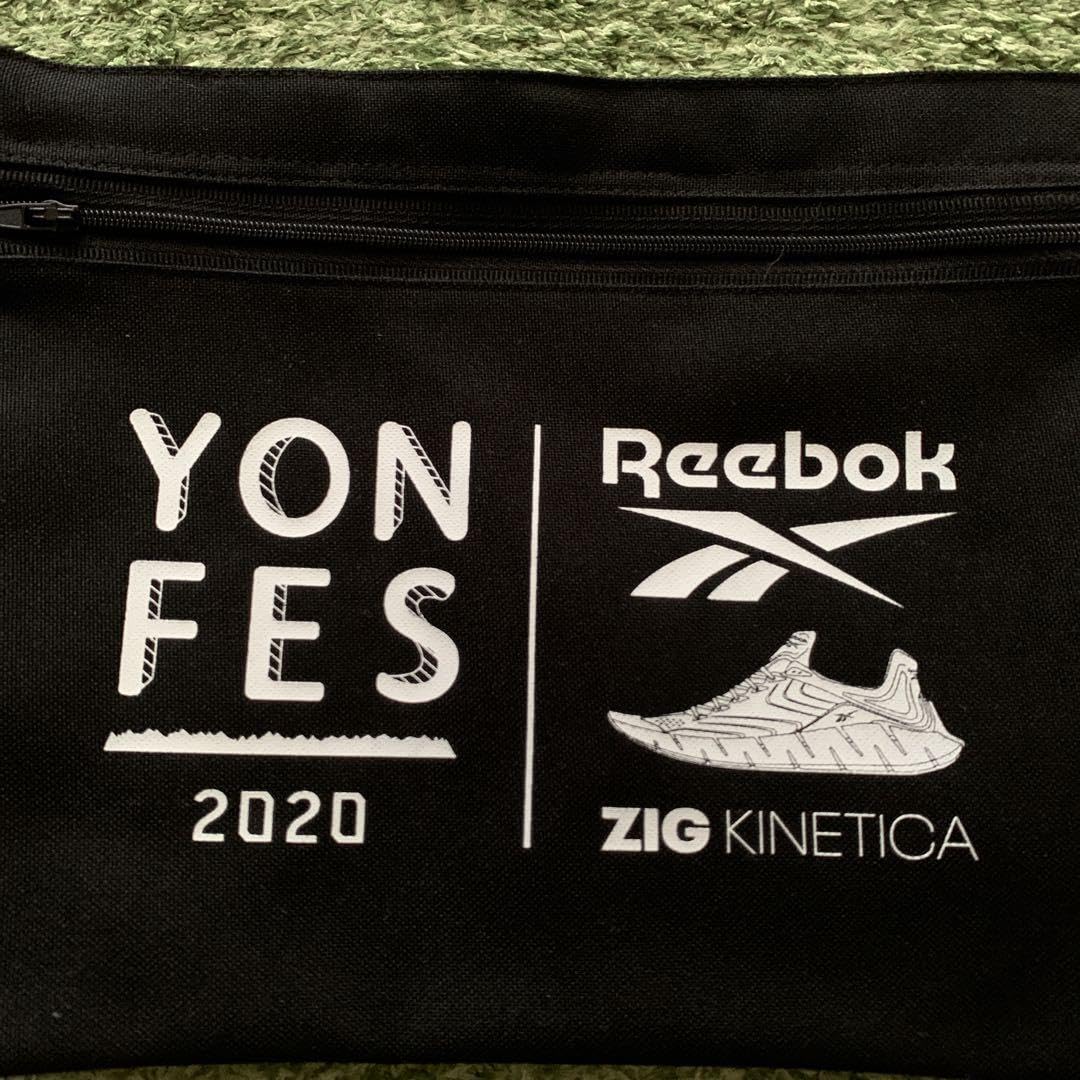 YON
FES
2020
Reebok
ZIG KINETICA